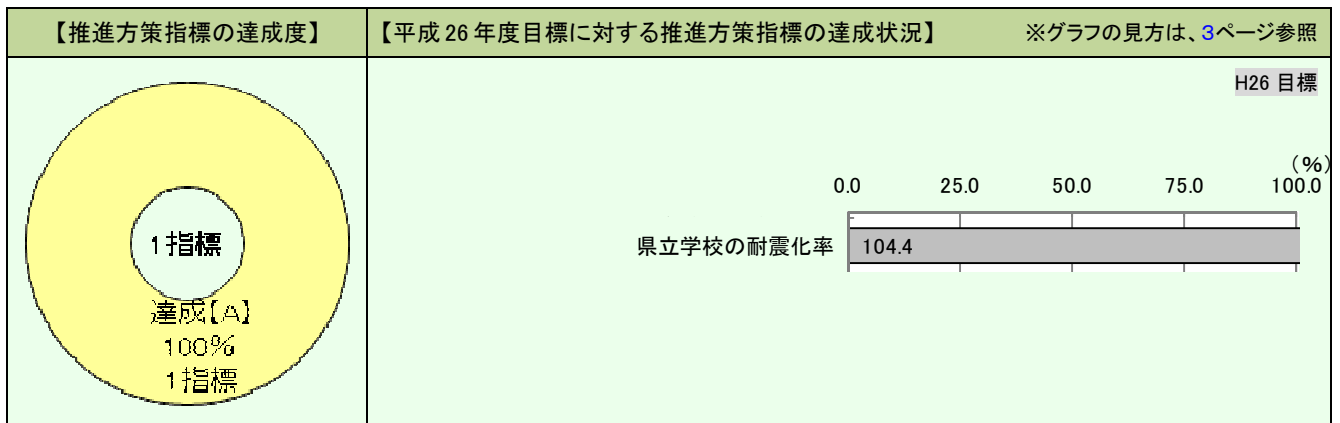 【推進方策指標の達成度】
【平成26年度目標に対する推進方策指標の達成状況】 ※グラフの見方は、3ページ参照
1指標
達成【A】
100%
1指標
H26 目標
(%)
0.0 25.0 50.0 75.0 100.0
県立学校の耐震化率 104.4